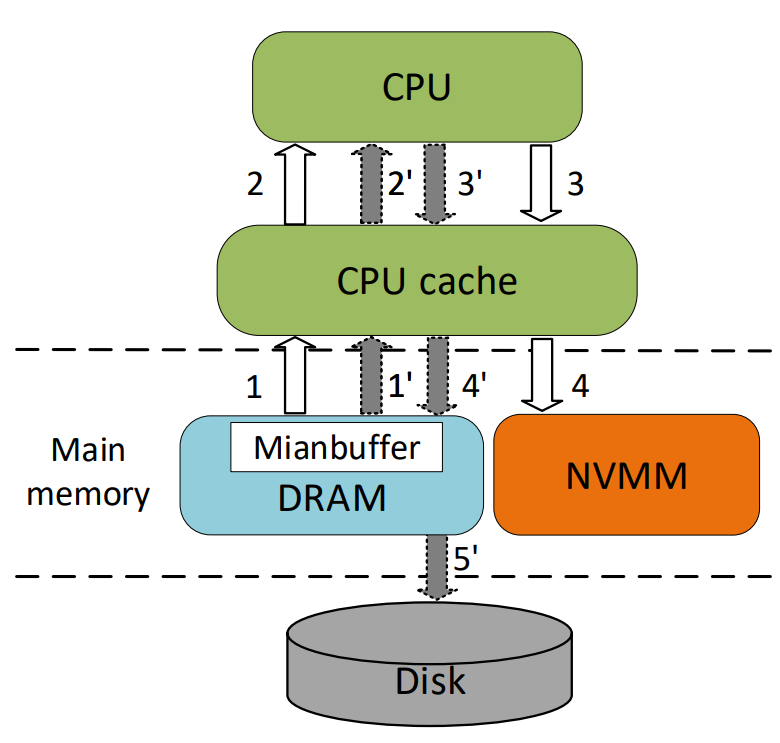 CPU
2
2'
3'
3
CPU cache
1
1'
4'
4
Main
memory
Mianbuffer
DRAM
NVMM
5'
Disk